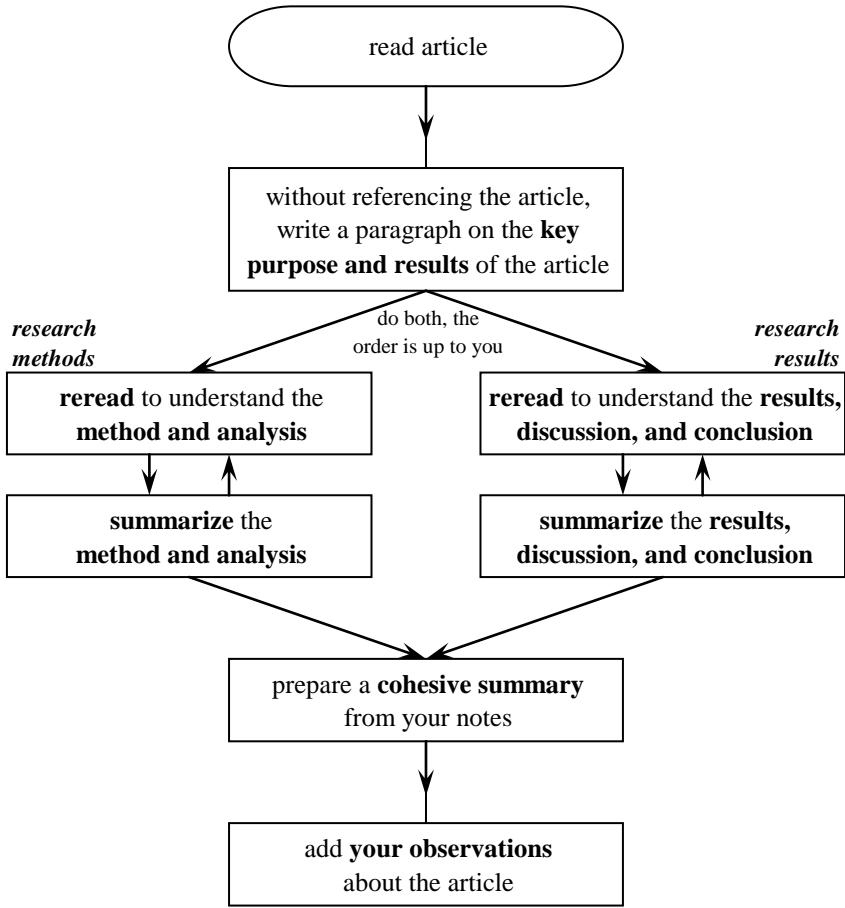 read article
without referencing the article,
write a paragraph on the key
purpose and results of the article
do both, the
order is up to you
research
methods
reread to understand the
method and analysis
summarize the
method and analysis
research
results
reread to understand the results,
discussion, and conclusion
summarize the results,
discussion, and conclusion
prepare a cohesive summary
from your notes
add your observations
about the article